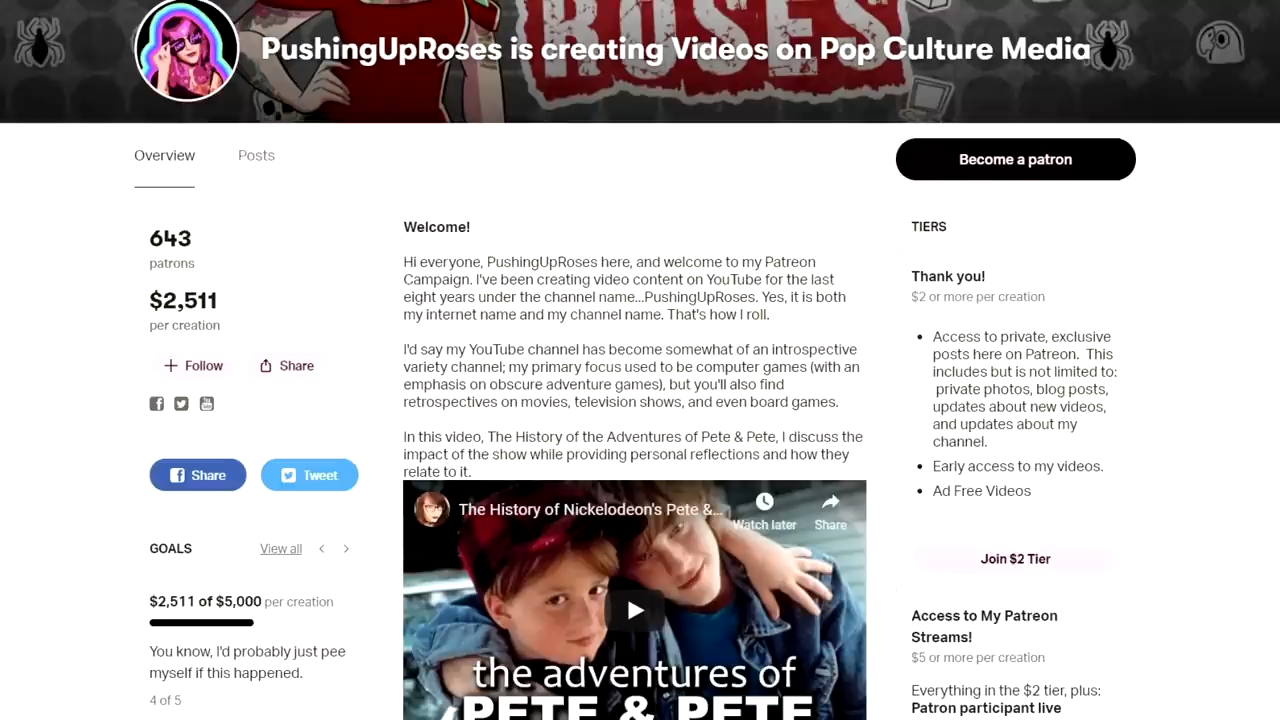 ROSES
PushingUpRoses is creating Videos on Pop Culture Media
Overview
Posts
Become a patron
643
patrons
$2,511
per creation
+ Follow
Share
Share
Tweet
GOALS
View all
$2,511 of $5,000 per creation
You know, I'd probably just pee
myself if this happened.
4 of 5
Welcome!
Hi everyone, PushingUpRoses here, and welcome to my Patreon
Campaign. I've been creating video content on YouTube for the last
eight years under the channel name...PushingUpRoses. Yes, it is both
my internet name and my channel name. That's how I roll.
I'd say my YouTube channel has become somewhat of an introspective
variety channel; my primary focus used to be computer games (with an
emphasis on obscure adventure games), but you'll also find
retrospectives on movies, television shows, and even board games.
In this video, The History of the Adventures of Pete & Pete, I discuss the
impact of the show while providing personal reflections and how they
relate to it.
The History of Nickelodeon's Pete &...
Watch later
Share
the adventures of
PETE & PETE
TIERS
Thank you!
$2 or more per creation
• Access to private, exclusive
posts here on Patreon. This
includes but is not limited to:
private photos, blog posts,
updates about new videos,
and updates about my
channel.
• Early access to my videos.
• Ad Free Videos
Join $2 Tier
Access to My Patreon
Streams!
$5 or more per creation
Everything in the $2 tier, plus:
Patron participant live